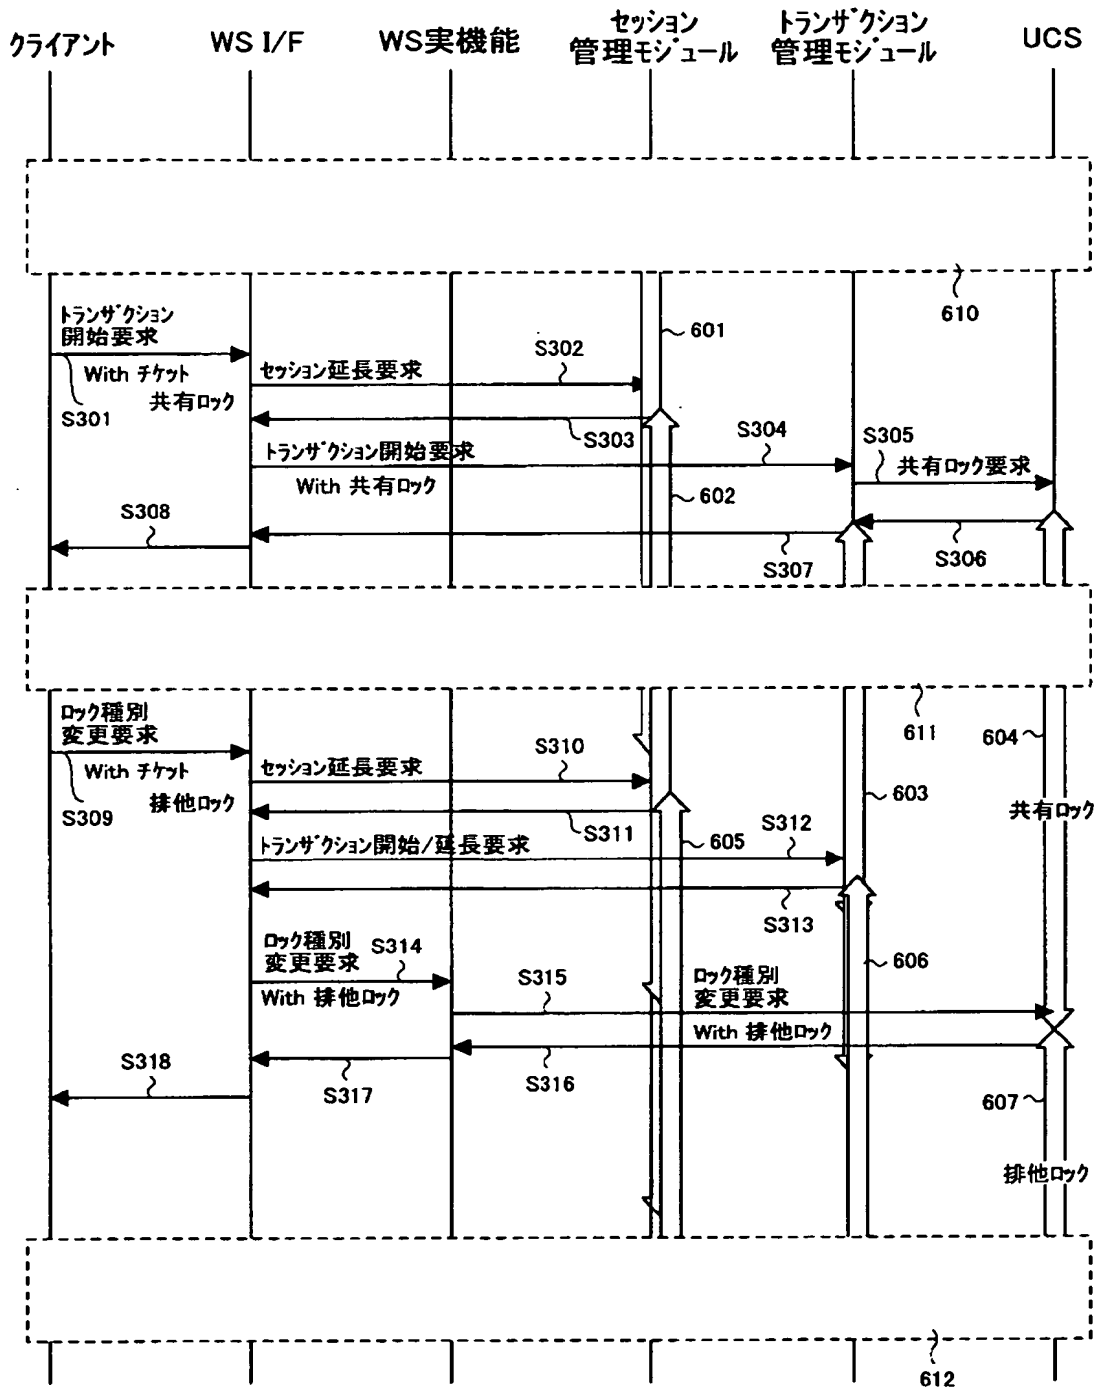 クライアント
WS I/F
WS実機能
セッション
管理モジュール
トランザクション
管理モジュール
UCS
610
トランザクション
開始要求
With チケット
共有ロック
S301
601
S302
セッション延長要求
S303
S304
トランザクション開始要求
With 共有ロック
S305
共有ロック要求
602
S308
S307
S306
611
604
ロック種別
変更要求
With チケット
排他ロック
S309
S310
セッション延長要求
S311
603
共有ロック
S312
トランザクション開始/延長要求
605
S313
ロック種別
変更要求
S314
With 排他ロック
606
S315
ロック種別
変更要求
With 排他ロック
S318
S317
S316
607
排他ロック
612